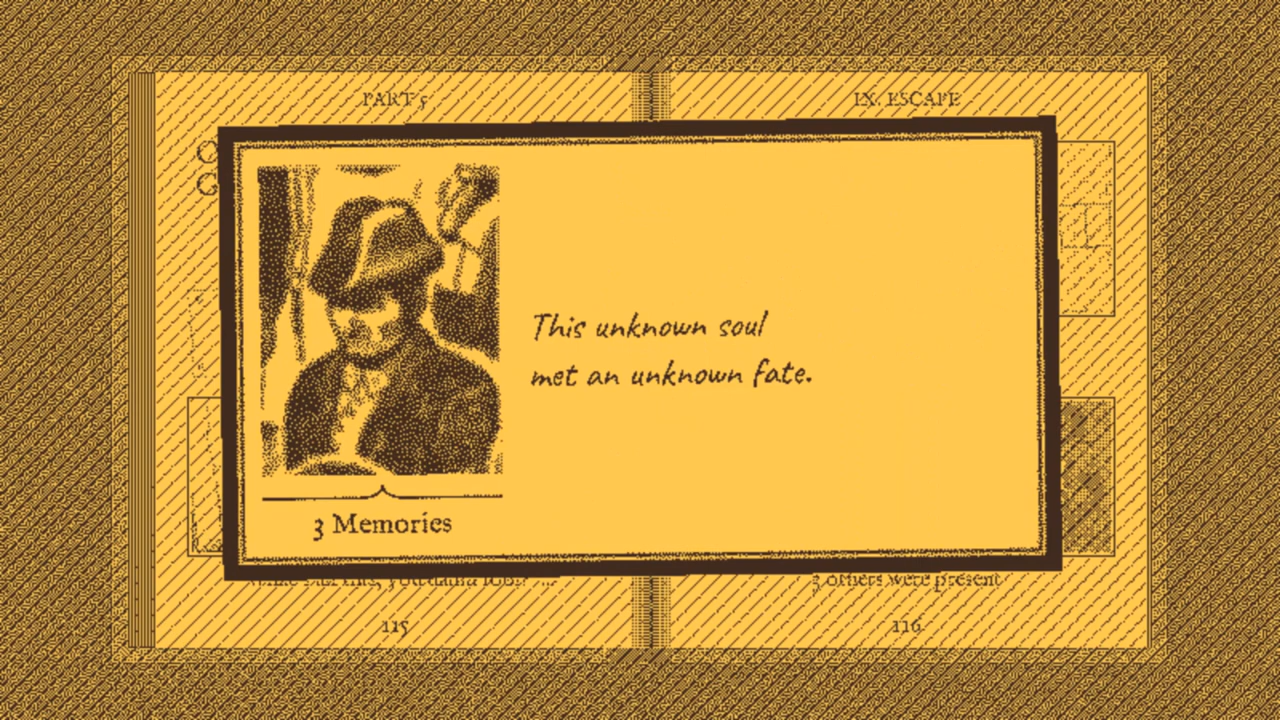 PART 5
IX. ESCAPE
This unknown soul
met an unknown fate.
3 Memories
3 others were present
115
116